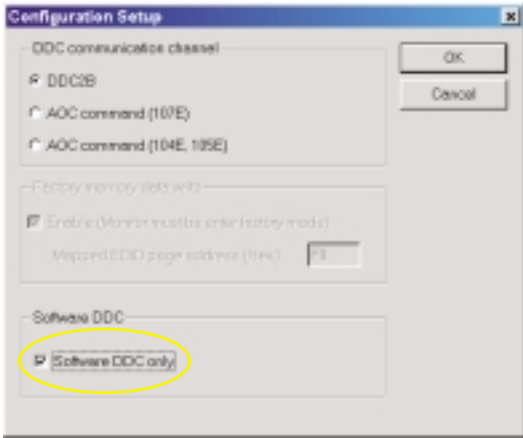 Configuration Setup
DDC communication channel
DDC2B
AOC command (107E)
AOC command (104E, 105E)
OK
Cancel
Factory memory data write
Enable (Monitor must be enter factory mode)
Mapped EDID page address (Hex)
Software DDC
Software DDC only